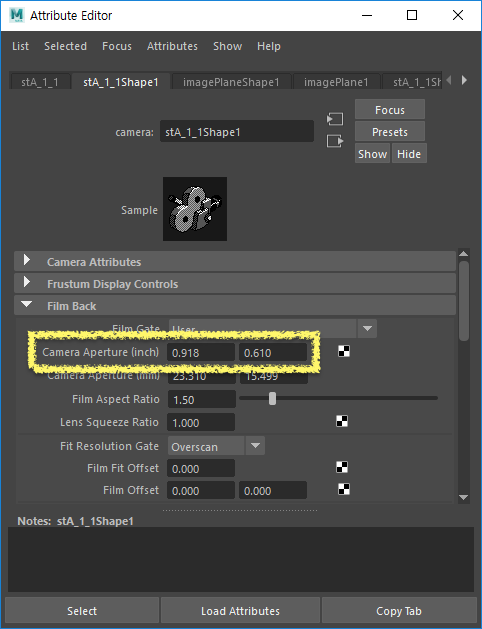 Attribute Editor
List Selected Focus Attributes Show Help
stA_1_1 stA_1_1Shape1 imagePlaneShape1 imagePlane1 stA_1_1Sh
Focus
camera: stA_1_1Shape1
Presets
Show Hide
Sample
Camera Attributes
Frustum Display Controls
Film Back
Film Gate User
Camera Aperture (inch) 0.918 0.610
Camera Aperture (mm) 23.310 15.499
Film Aspect Ratio 1.50
Lens Squeeze Ratio 1.000
Fit Resolution Gate Overscan
Film Fit Offset 0.000
Film Offset 0.000 0.000
Notes: stA_1_1Shape1
Select Load Attributes Copy Tab